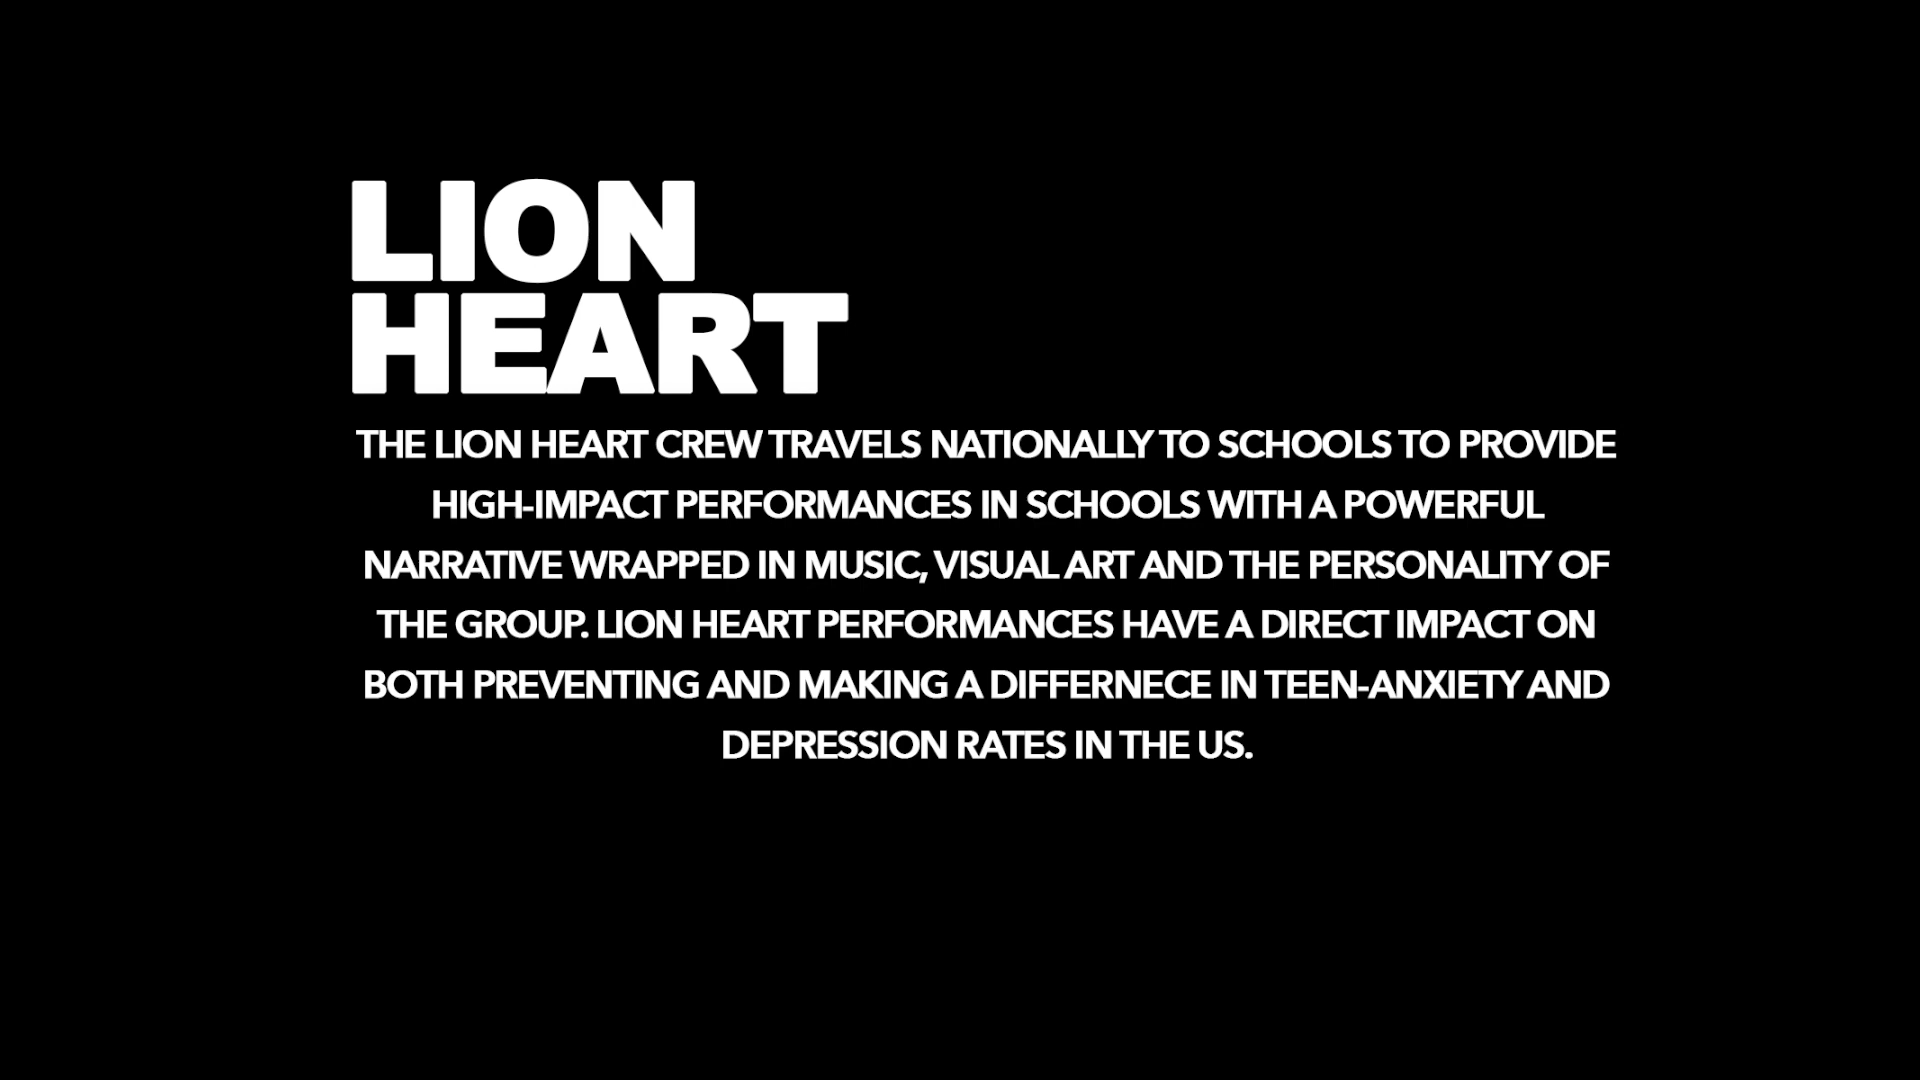 LION
HEART
THE LION HEART CREW TRAVELS NATIONALLY TO SCHOOLS TO PROVIDE
HIGH-IMPACT PERFORMANCES IN SCHOOLS WITH A POWERFUL
NARRATIVE WRAPPED IN MUSIC, VISUAL ART AND THE PERSONALITY OF
THE GROUP. LION HEART PERFORMANCES HAVE A DIRECT IMPACT ON
BOTH PREVENTING AND MAKING A DIFFERNECE IN TEEN-ANXIETY AND
DEPRESSION RATES IN THE US.